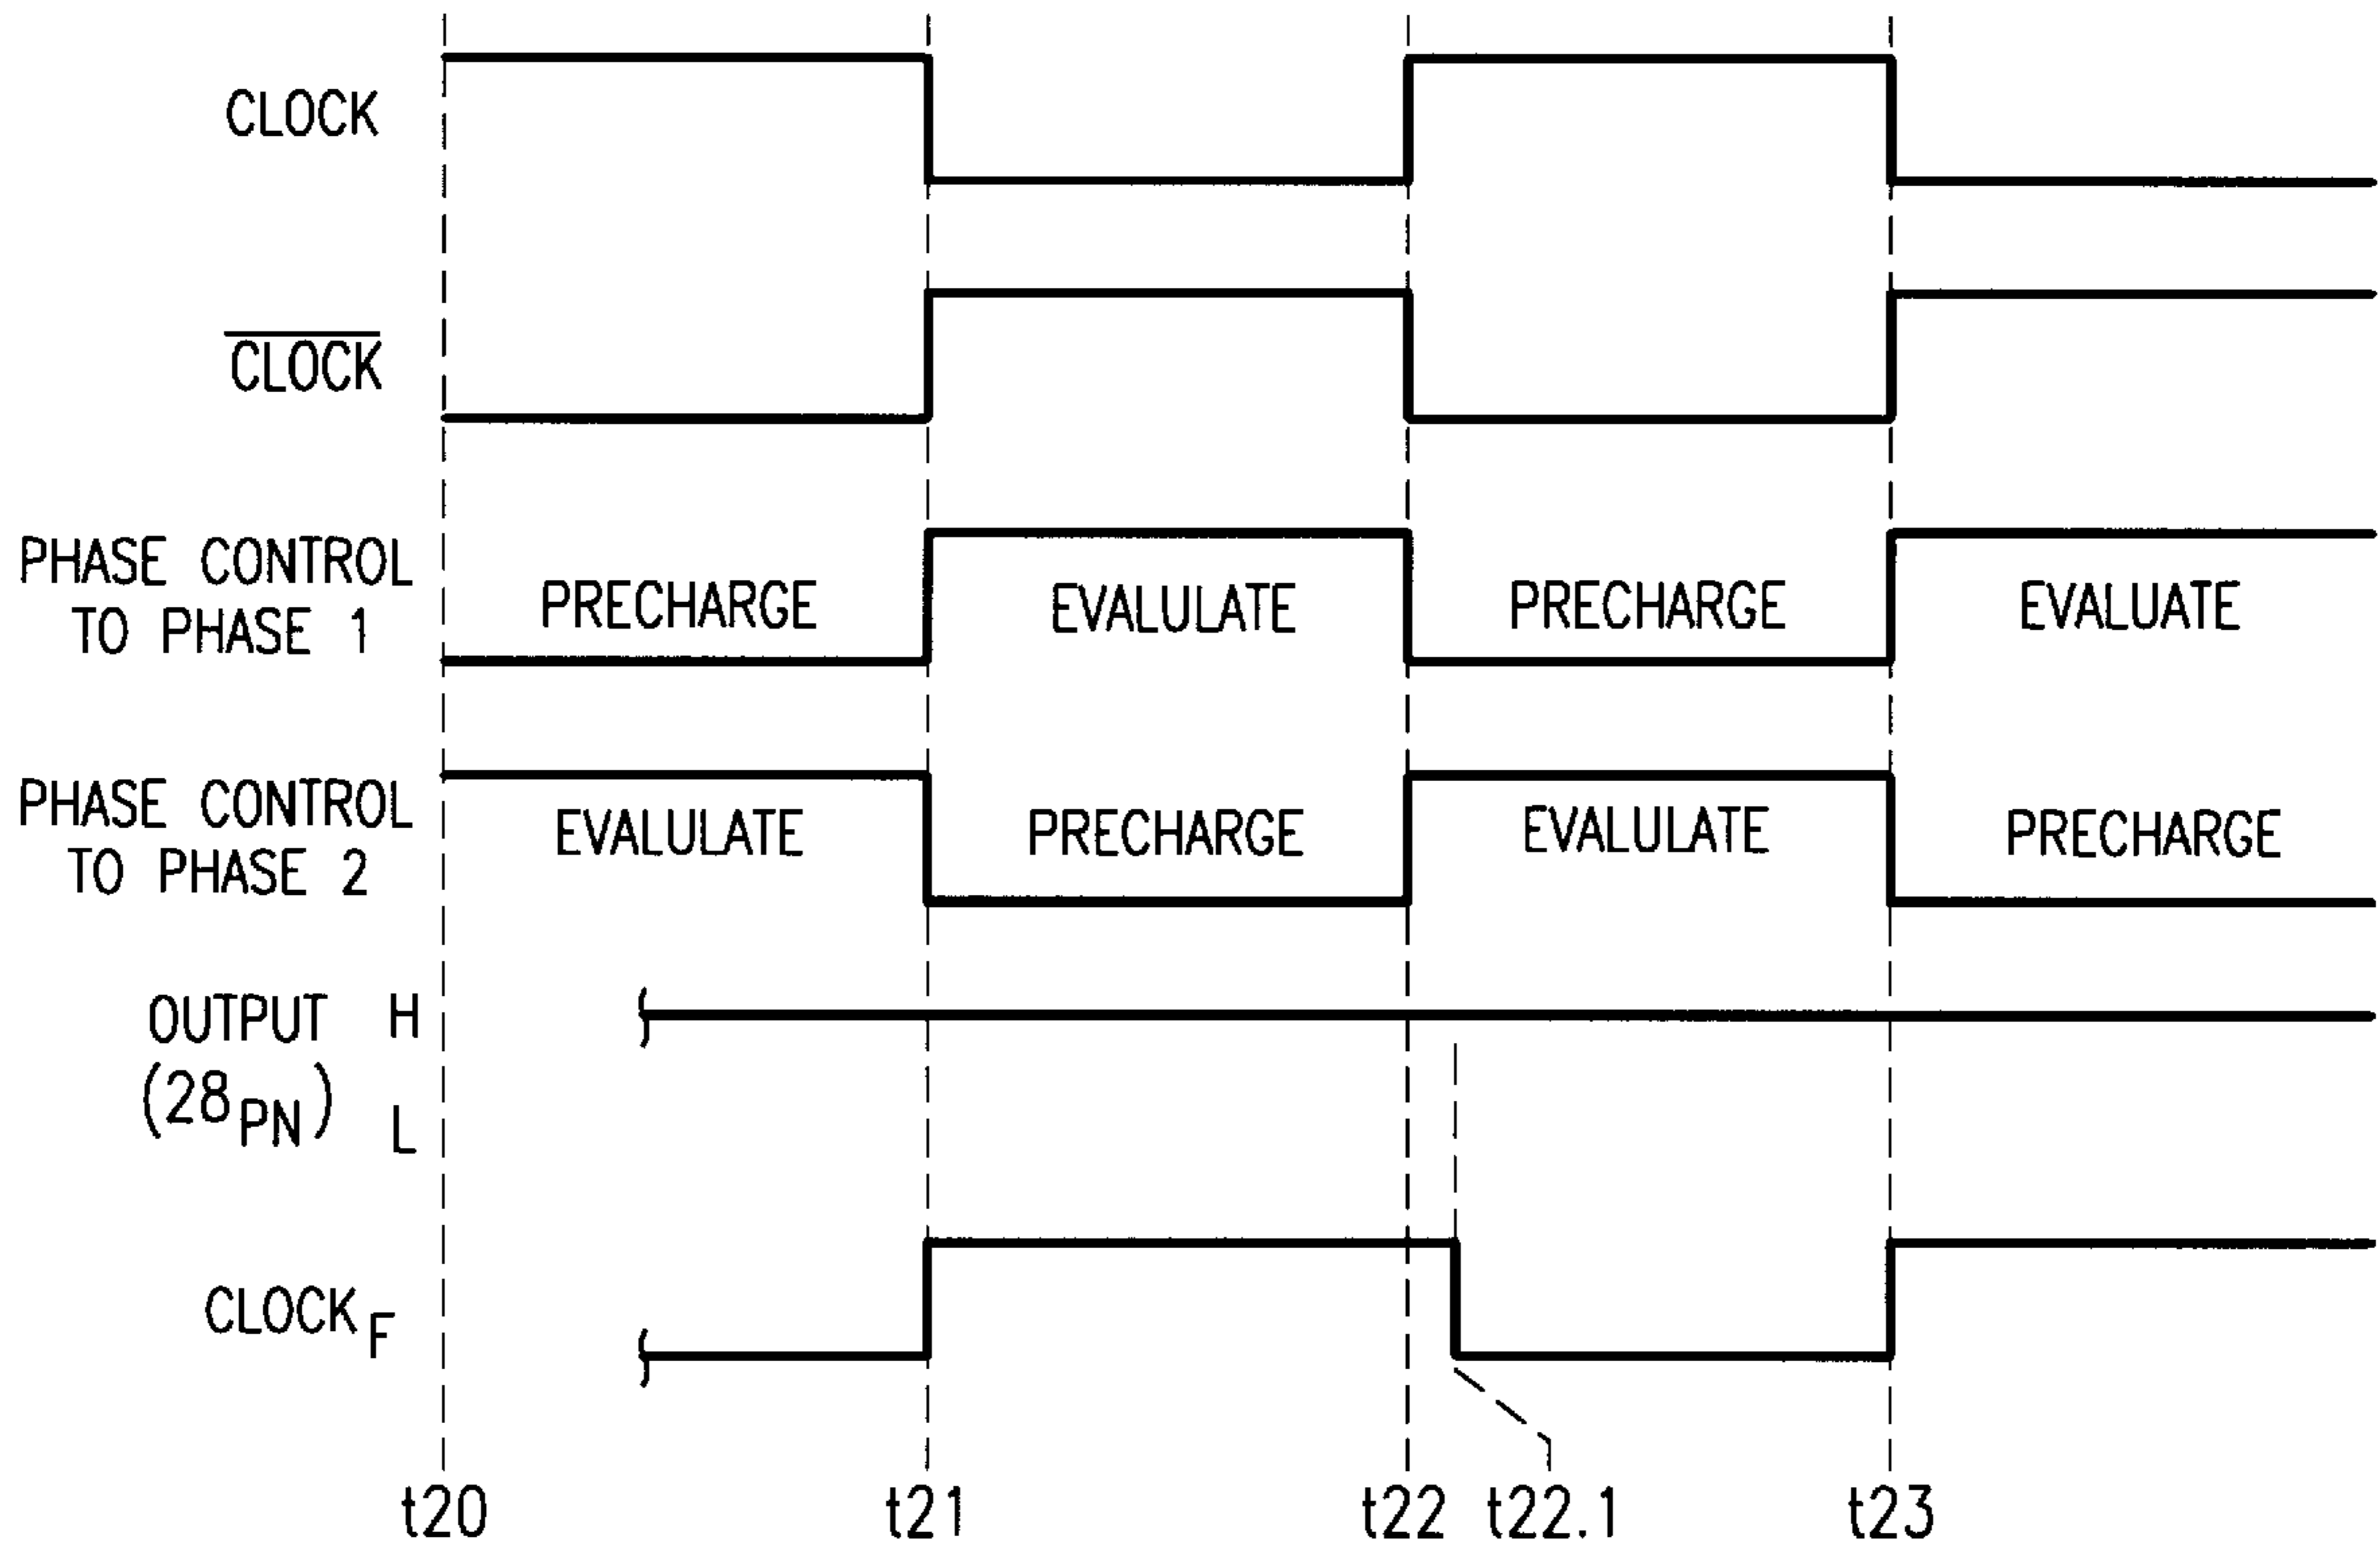 CLOCK
CLOCK
PHASE CONTROL
TO PHASE 1
PRECHARGE EVALULATE PRECHARGE EVALUATE
PHASE CONTROL
TO PHASE 2
EVALULATE PRECHARGE EVALULATE PRECHARGE
OUTPUT H
(28PN) L
CLOCKF
t20 t21 t22 t22.1 t23